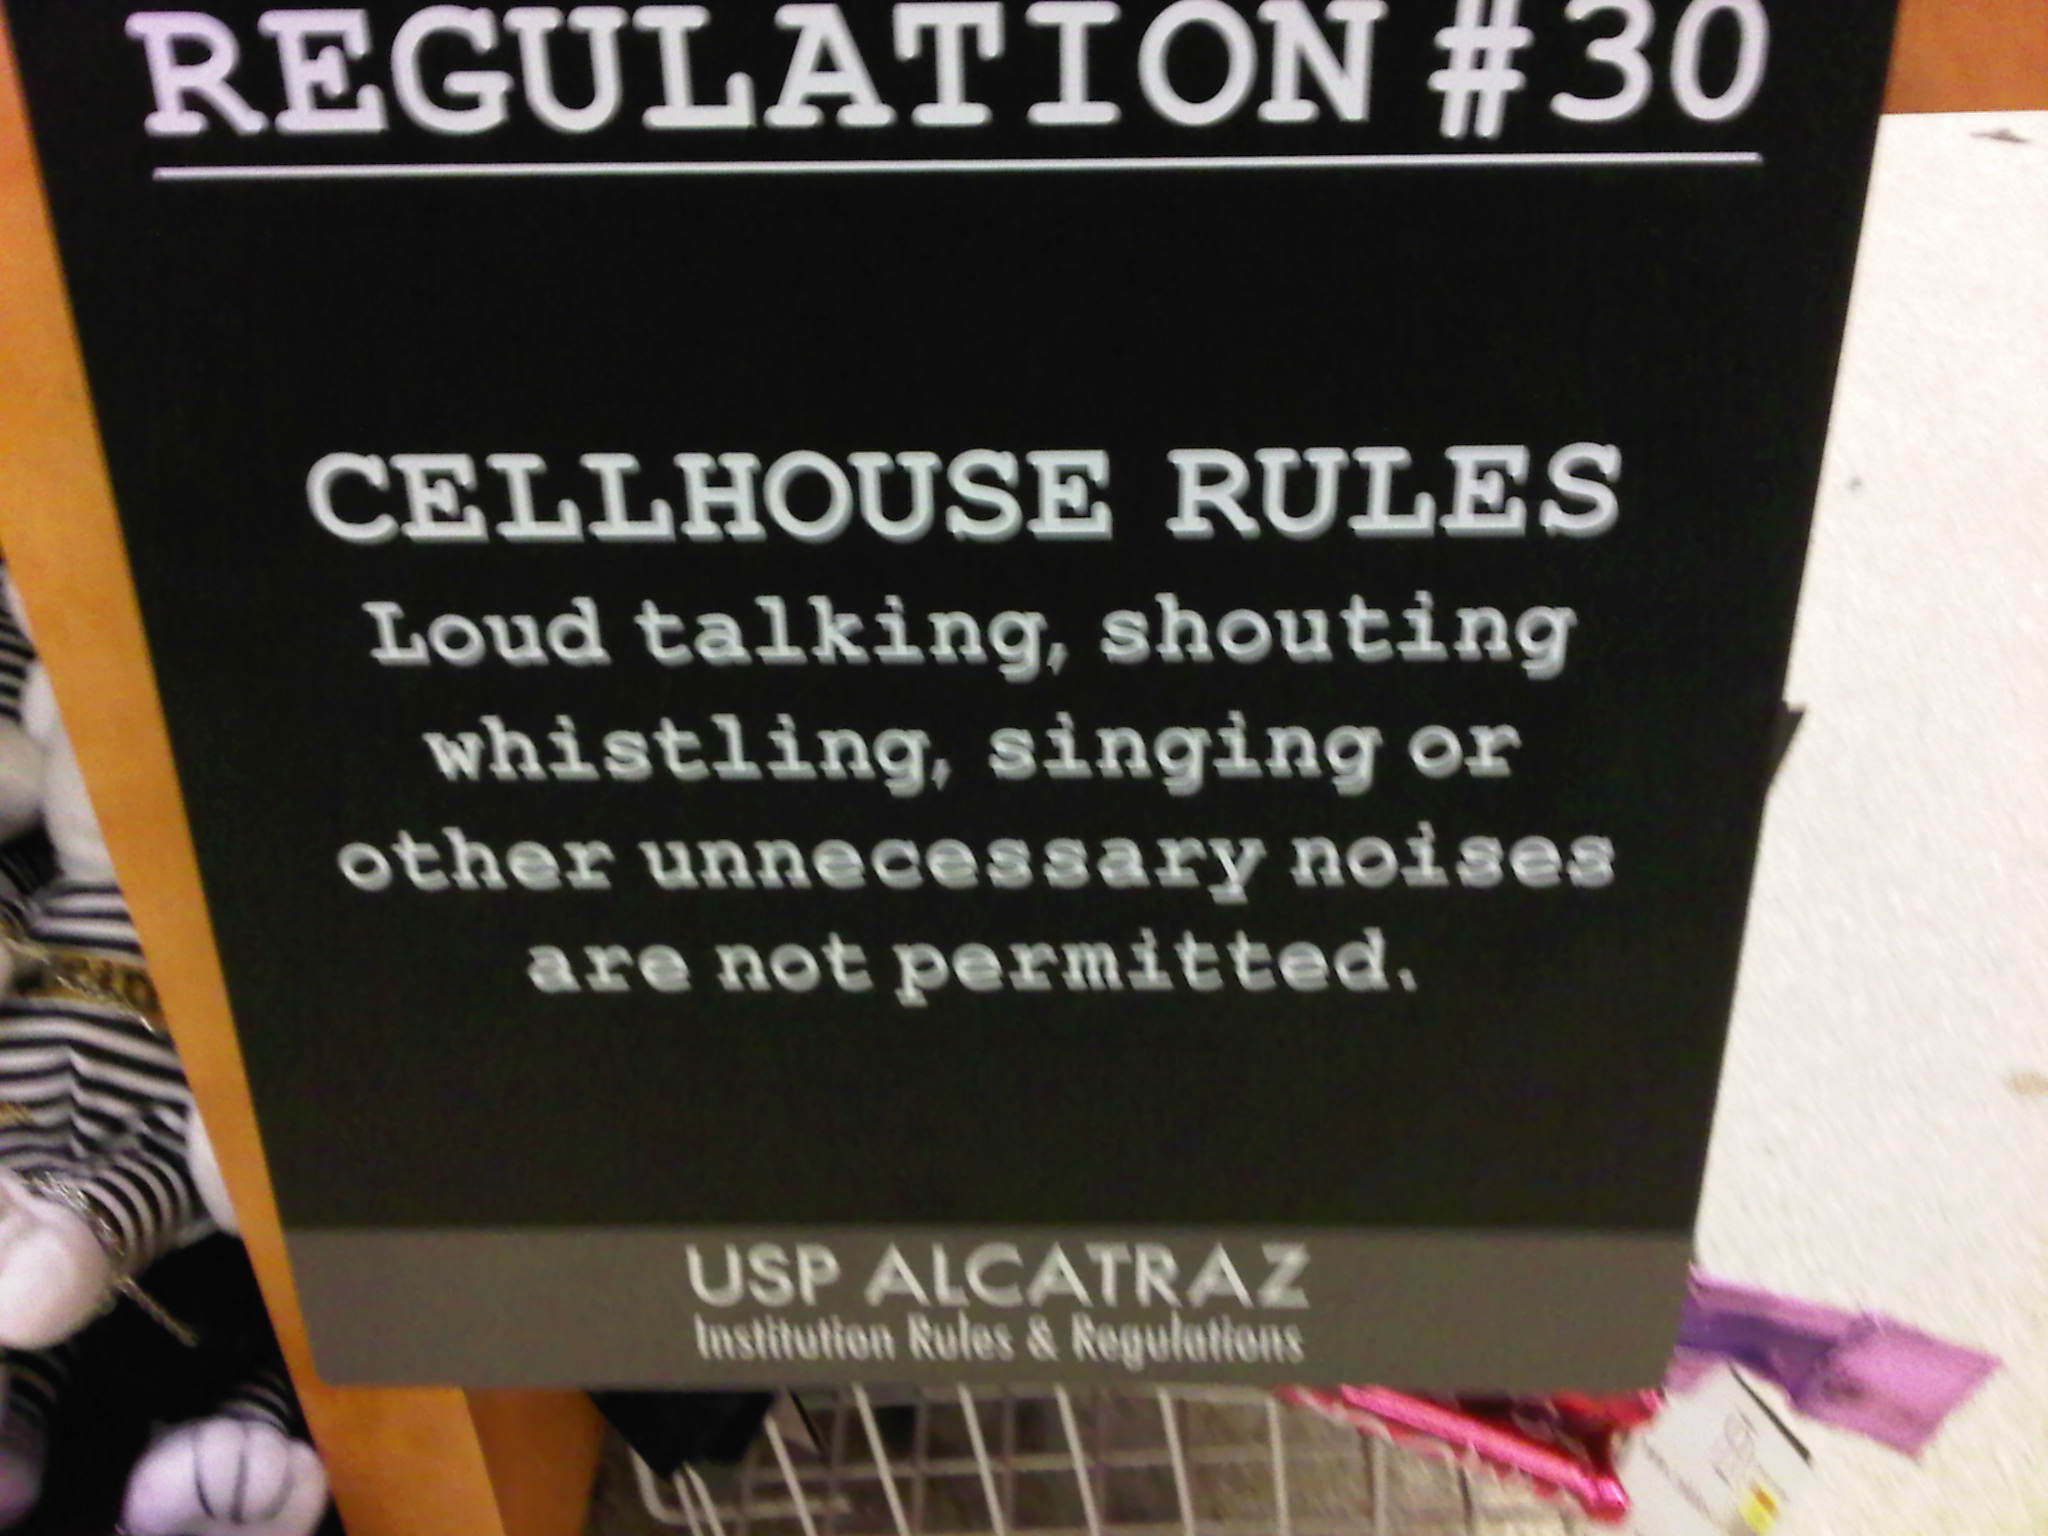 REGULATION #30
CELLHOUSE RULES
Loud talking, shouting
whistling, singing or
other unnecessary noises
are not permitted.
USP ALCATRAZ
Institution Rules & Regulations